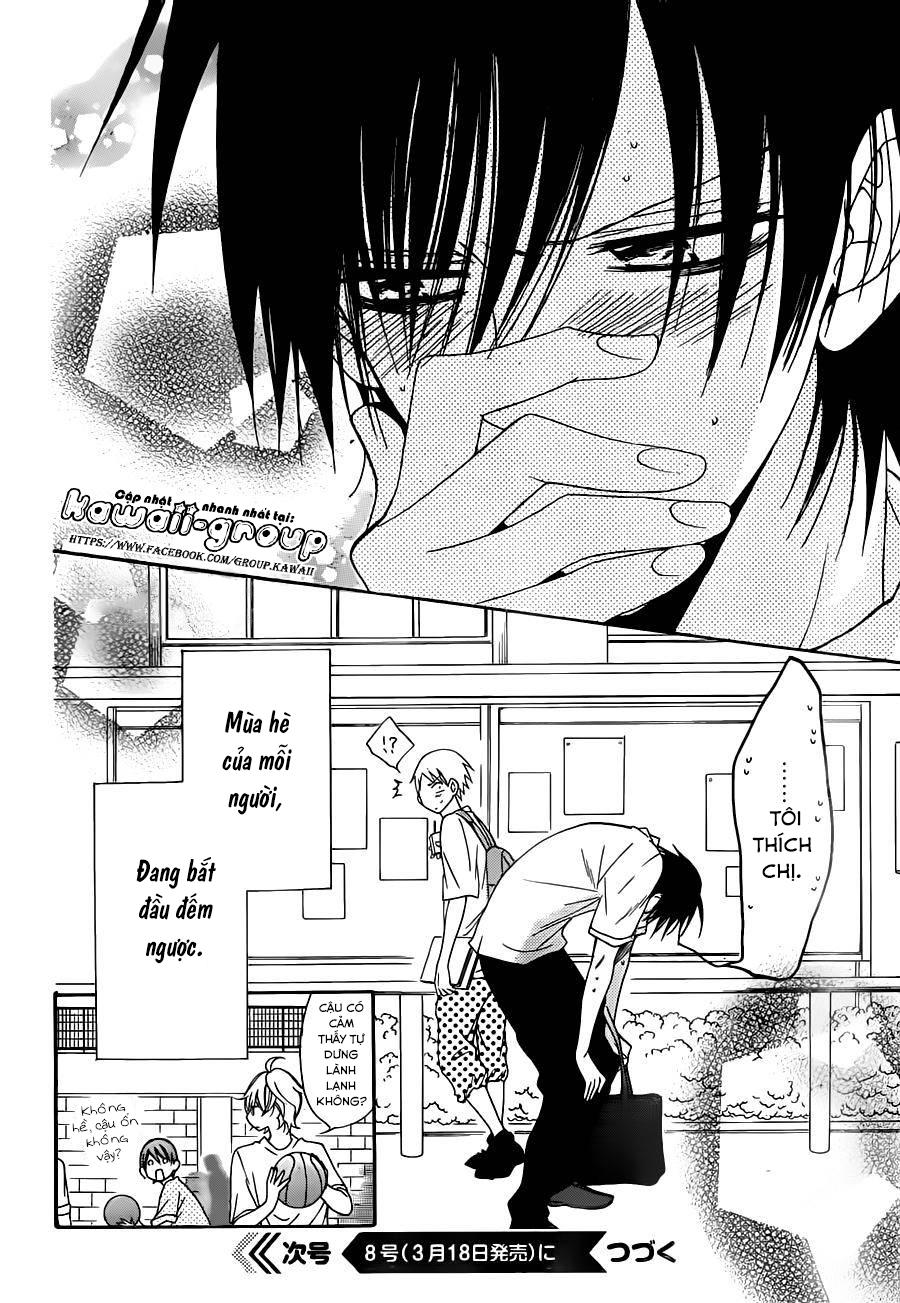 Cập nhật
nhanh nhất tại:
kawaii-group
HTTPS://WWW.FACEBOOK.COM/GROUP.KAWAII
!?
......
TÔI
THÍCH
CHỊ.
Mùa hè
của mỗi
người,
Đang bắt
đầu đếm
ngược.
CẬU CÓ
CẢM
THẤY TỰ
DƯNG
LÀNH
LẠNH
KHÔNG?
Không
hề, cậu ổn
không
vậy?
次号 8号(3月18日発売)に つづく